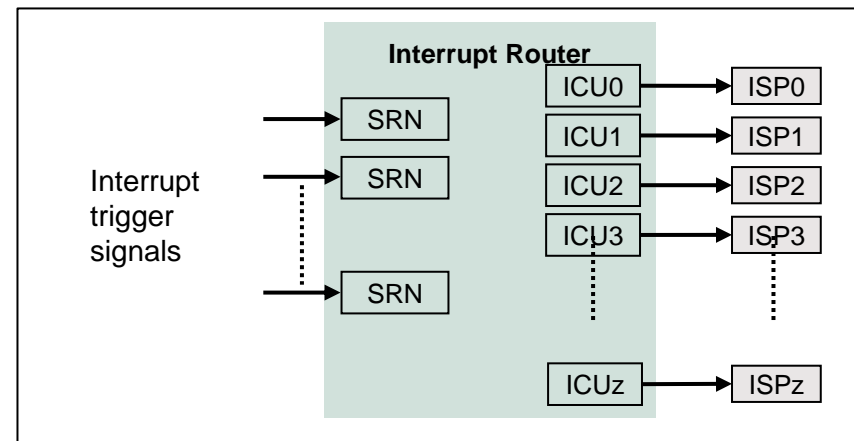 Interrupt Router
Interrupt
trigger
signals
SRN
SRN
SRN
ICU0
ISP0
ICU1
ISP1
ICU2
ISP2
ICU3
ISP3
ICUz
ISPz